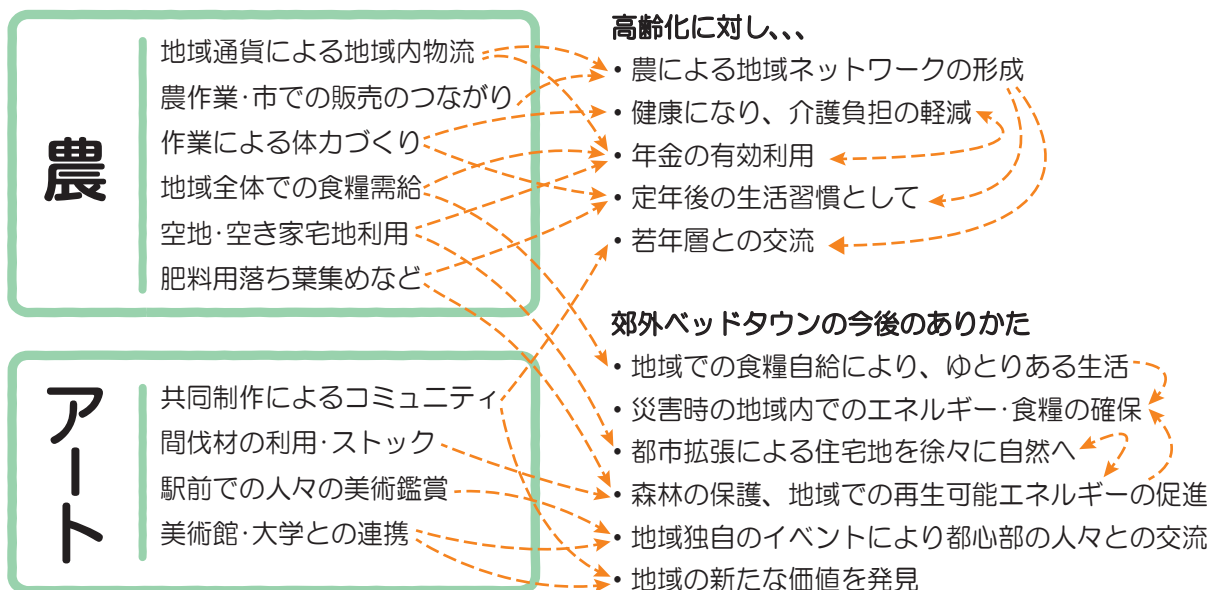 農
地域通貨による地域内物流
農作業・市での販売のつながり
作業による体力づくり
地域全体での食糧需給
空地・空き家宅地利用
肥料用落ち葉集めなど
アート
共同制作によるコミュニティ
間伐材の利用・ストック
駅前での人々の美術鑑賞
美術館・大学との連携
高齢化に対し、、、
・農による地域ネットワークの形成
・健康になり、介護負担の軽減
・年金の有効利用
・定年後の生活習慣として
・若年層との交流
郊外ベッドタウンの今後のありかた
・地域での食糧自給により、ゆとりある生活
・災害時の地域内でのエネルギー・食糧の確保
・都市拡張による住宅地を徐々に自然へ
・森林の保護、地域での再生可能エネルギーの促進
・地域独自のイベントにより都心部の人々との交流
・地域の新たな価値を発見